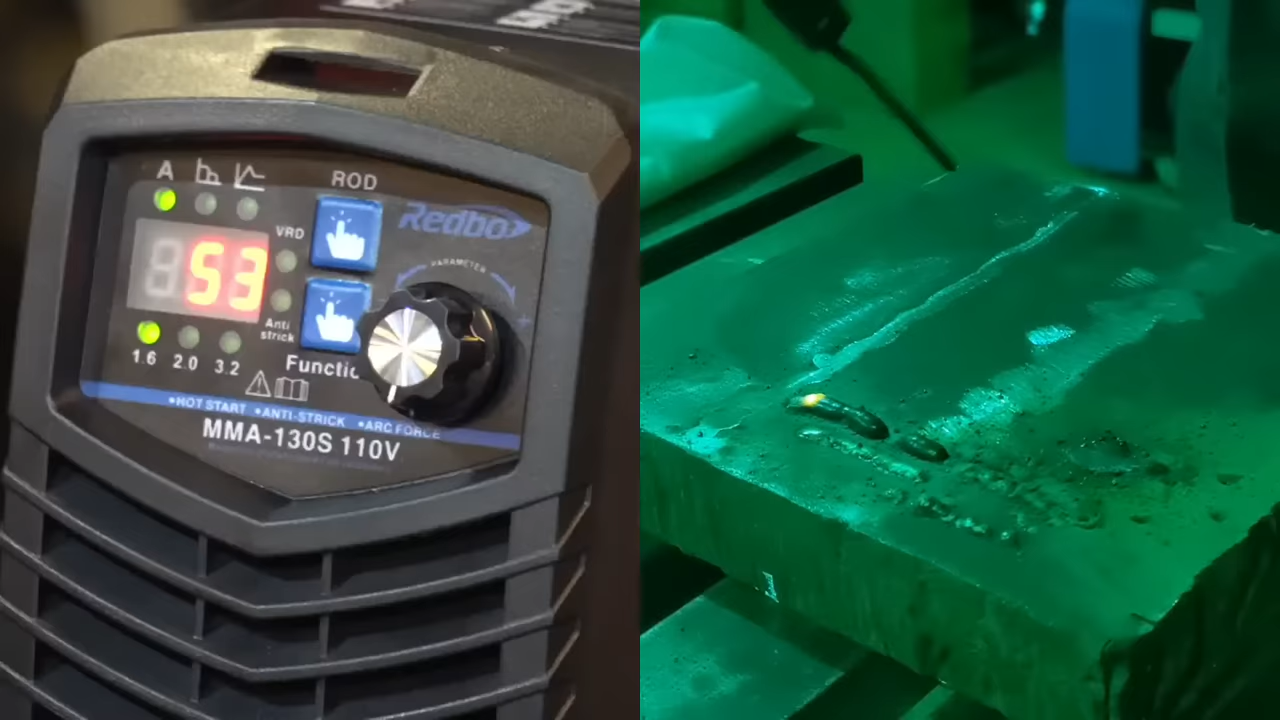 A
ROD
Redbo
VRD
PARAMETER
53
Anti
strick
1.6 2.0 3.2
Functio
•HOT START •ANTI-STRICK •ARC FORCE
MMA-130S 110V